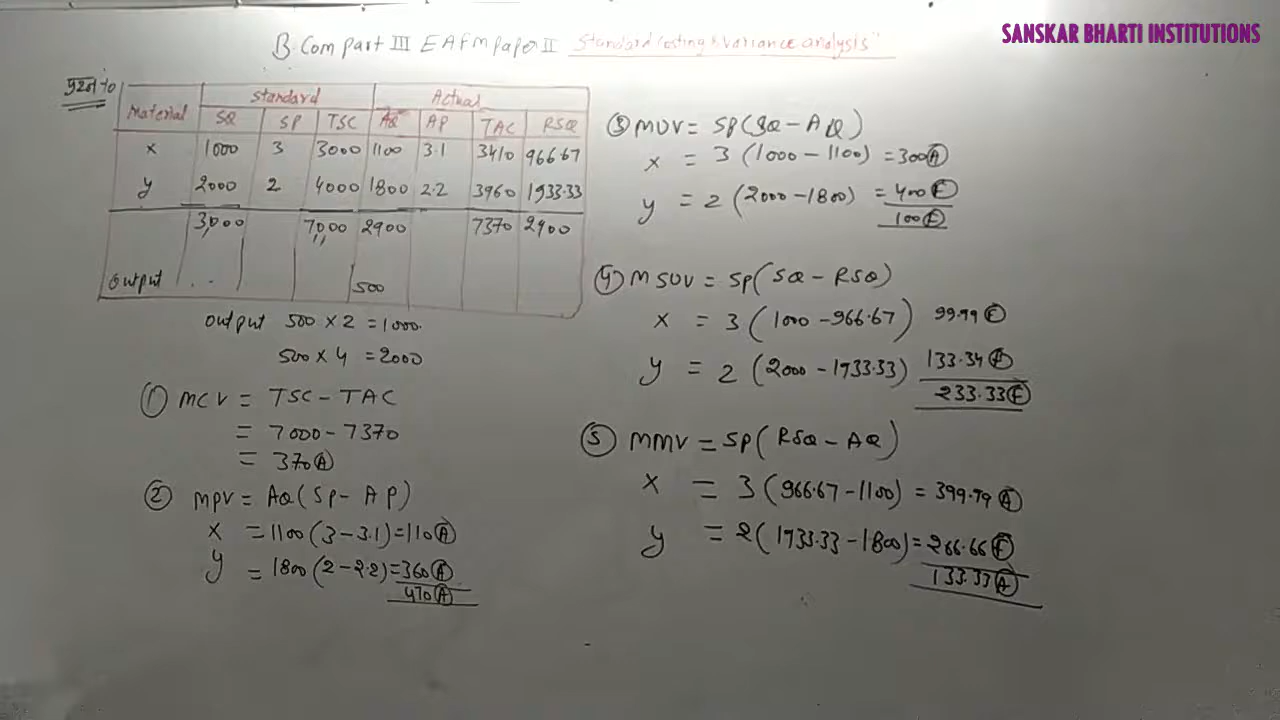 SANSKAR BHARTI INSTITUTIONS
B. Com part III EAFM paper II "Standard Costing & Variance analysis"
Material Standard Actual
SQ SP TSC AQ AP TAC RSQ
x 1000 3 3000 1100 3.1 3410 966.67
y 2000 2 4000 1800 2.2 3960 1933.33
3,000 7000 2900 7370 2900
output .. 500
output 500 × 2 = 1000.
500 × 4 = 2000
① MCV = TSC - TAC
= 7000 - 7370
= 370 Ⓐ
② MPV = AQ (SP - AP)
x = 1100 (3 - 3.1) = 110 Ⓐ
y = 1800 (2 - 2.2) = 360 Ⓐ
470 Ⓐ
③ MUV = SP (SQ - AQ)
x = 3 (1000 - 1100) = 300 Ⓐ
y = 2 (2000 - 1800) = 400 Ⓕ
100 Ⓕ
④ MSUV = SP (SQ - RSQ)
x = 3 (1000 - 966.67) 99.99 Ⓕ
y = 2 (2000 - 1933.33) 133.34 Ⓕ
233.33 Ⓕ
⑤ MMV = SP (RSQ - AQ)
x = 3 (966.67 - 1100) = 399.99 Ⓐ
y = 2 (1933.33 - 1800) = 266.66 Ⓕ
133.33 Ⓐ